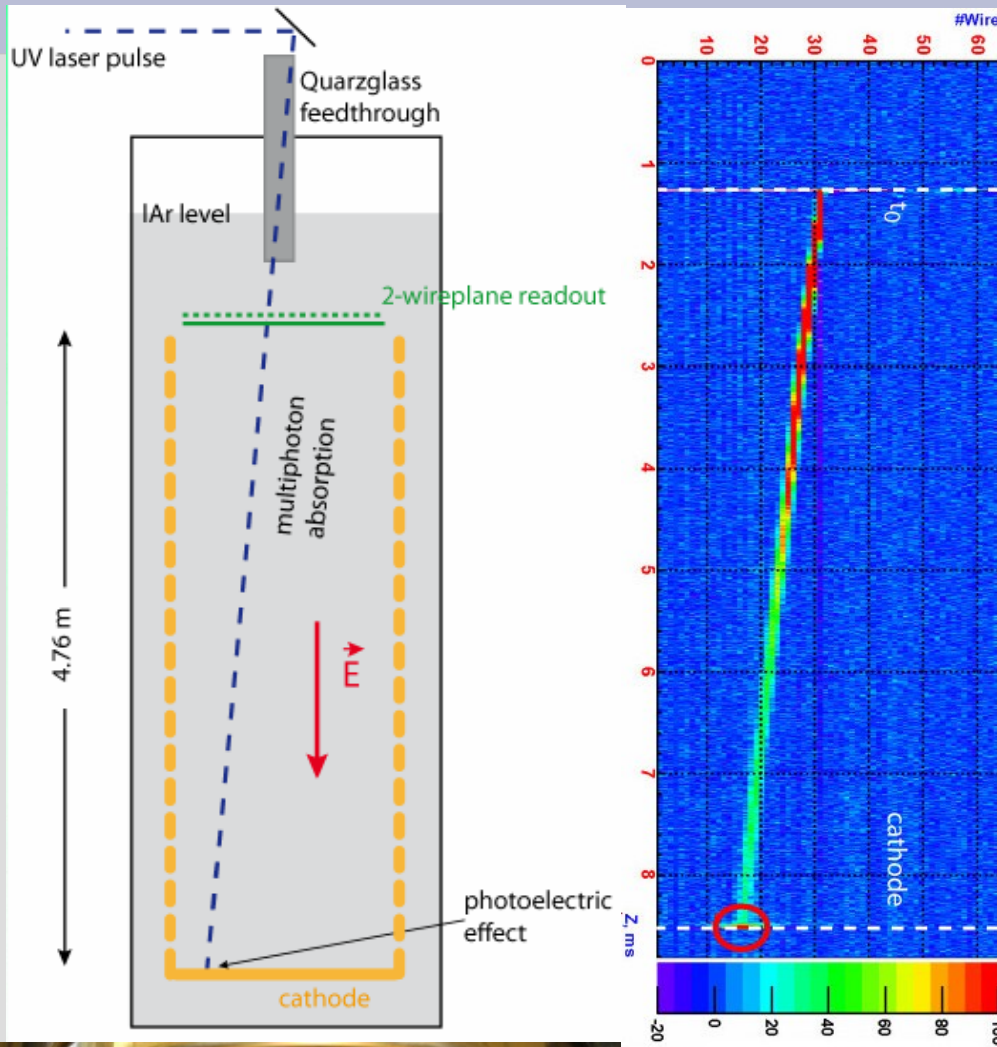 UV laser pulse
Quarzglass
feedthrough
lAr level
2-wireplane readout
multiphoton
absorption
4.76 m
E
photoelectric
effect
cathode
#Wire
10 20 30 40 50 60
0
1
t0
2
3
4
5
6
7
cathode
8
Z, ms
-20 0 20 40 60 80